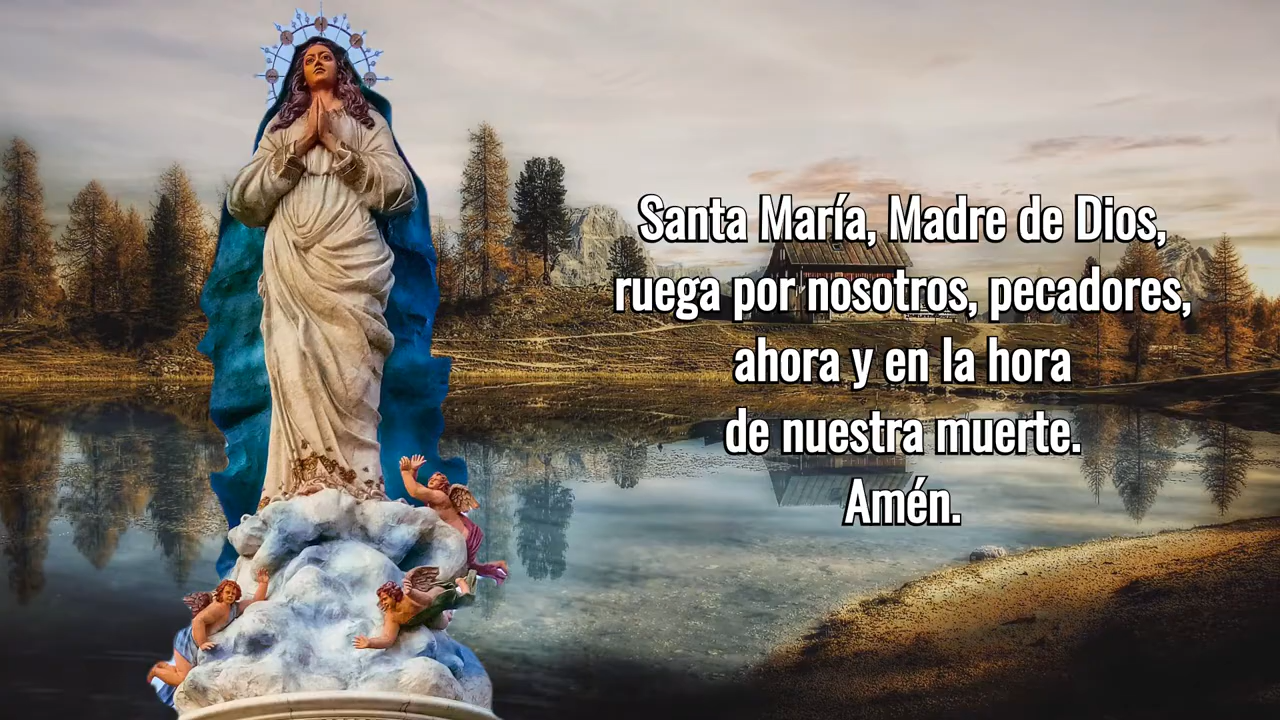 Santa María, Madre de Dios,
ruega por nosotros, pecadores,
ahora y en la hora
de nuestra muerte.
Amén.